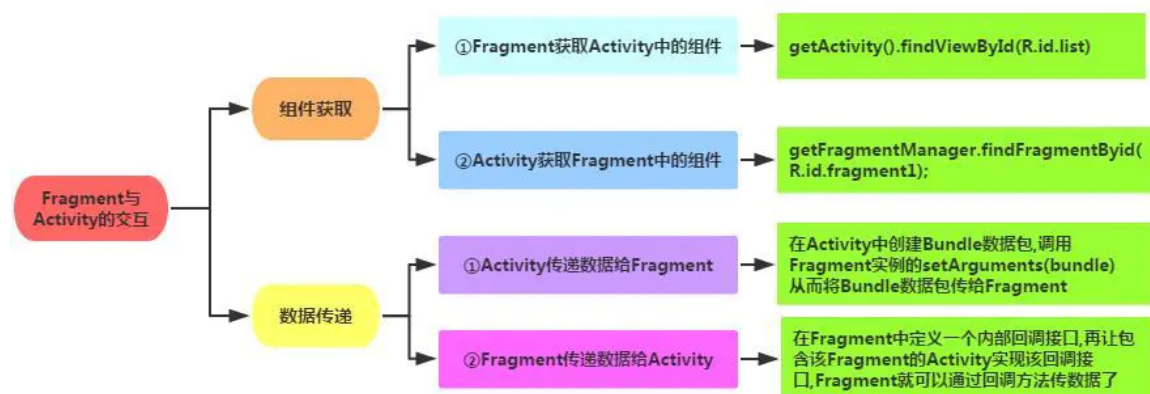 Fragment与
Activity的交互
组件获取
①Fragment获取Activity中的组件
getActivity().findViewById(R.id.list)
②Activity获取Fragment中的组件
getFragmentManager.findFragmentByid(
R.id.fragment1);
数据传递
①Activity传递数据给Fragment
在Activity中创建Bundle数据包,调用
Fragment实例的setArguments(bundle)
从而将Bundle数据包传给Fragment
②Fragment传递数据给Activity
在Fragment中定义一个内部回调接口,再让包
含该Fragment的Activity实现该回调接
口,Fragment就可以通过回调方法传数据了